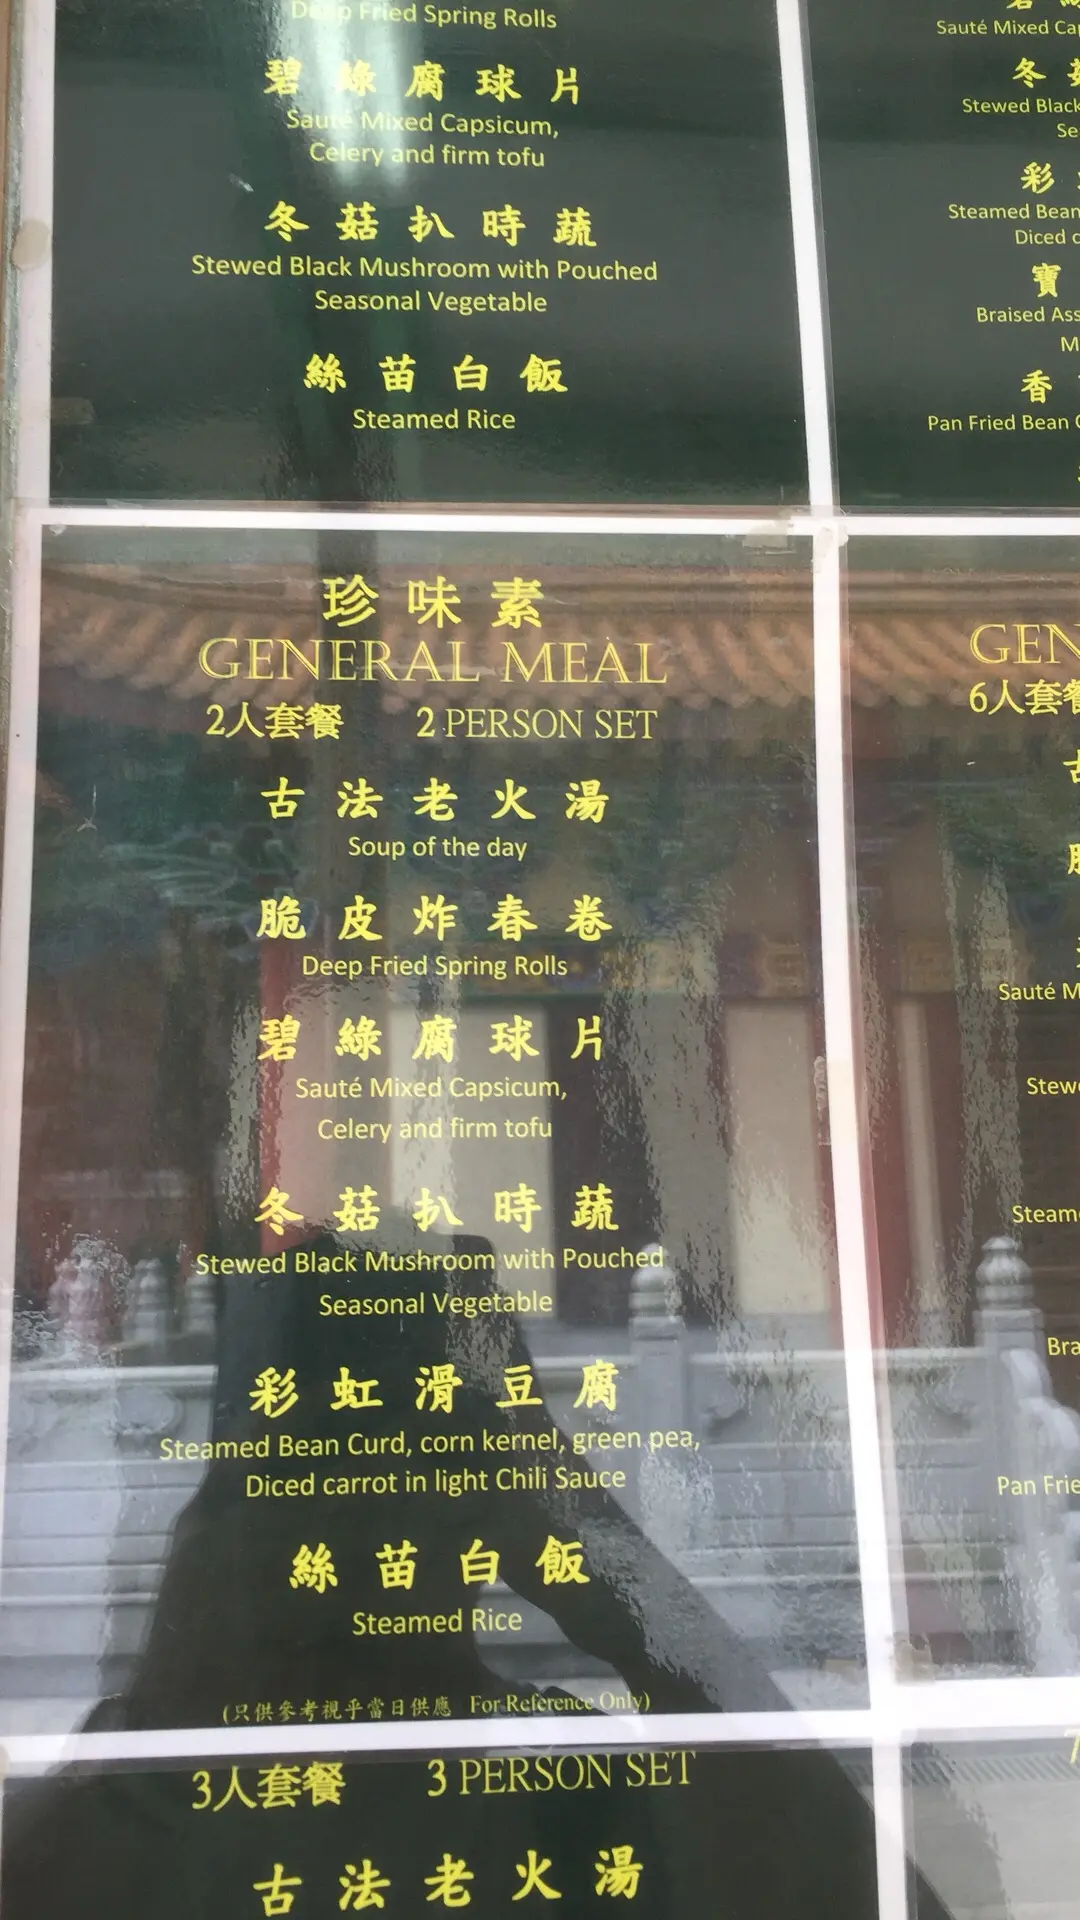 Deep Fried Spring Rolls
碧綠腐球片
Sauté Mixed Capsicum,
Celery and firm tofu
冬菇扒時蔬
Stewed Black Mushroom with Pouched
Seasonal Vegetable
絲苗白飯
Steamed Rice
Sauté Mixed Cap
冬
Stewed Black
Se
彩
Steamed Bean
Diced c
寶
Braised Ass
M
香
Pan Fried Bean
珍味素
GENERAL MEAL
2人套餐 2 PERSON SET
古法老火湯
Soup of the day
脆皮炸春卷
Deep Fried Spring Rolls
碧綠腐球片
Sauté Mixed Capsicum,
Celery and firm tofu
冬菇扒時蔬
Stewed Black Mushroom with Pouched
Seasonal Vegetable
彩虹滑豆腐
Steamed Bean Curd, corn kernel, green pea,
Diced carrot in light Chili Sauce
絲苗白飯
Steamed Rice
(只供參考視乎當日供應 For Reference Only)
GEN
6人套餐
Sauté M
Stew
Steam
Bra
Pan Frie
3人套餐 3 PERSON SET
古法老火湯